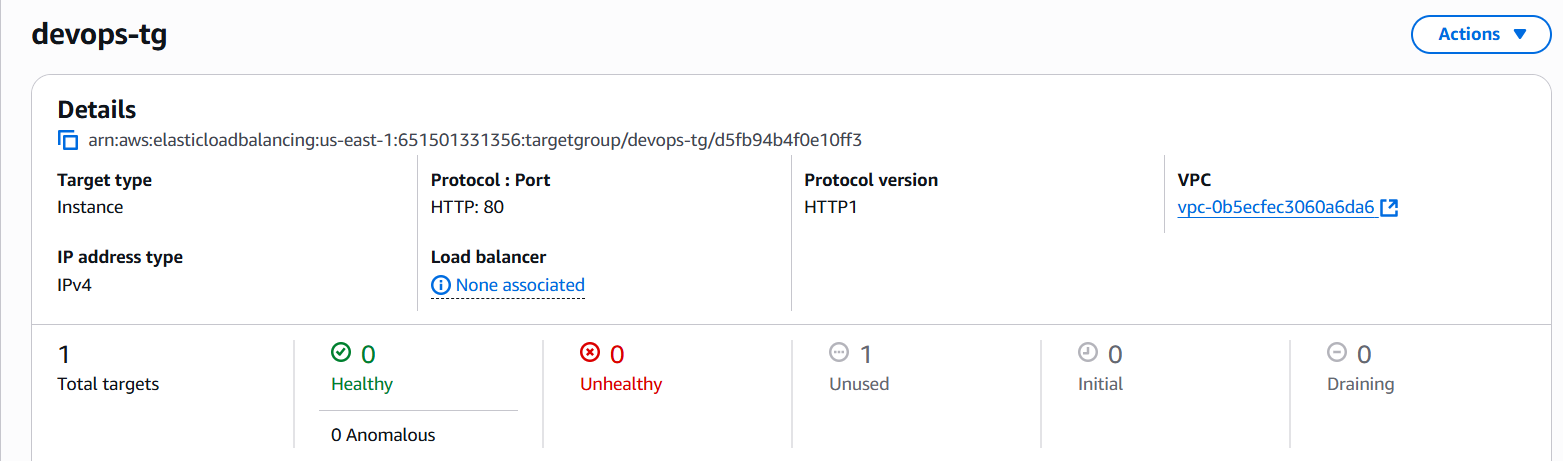 devops-tg
Actions
Details
arn:aws:elasticloadbalancing:us-east-1:651501331356:targetgroup/devops-tg/d5fb94b4f0e10ff3
Target type
Instance
Protocol : Port
HTTP: 80
Protocol version
HTTP1
VPC
vpc-0b5ecfec3060a6da6
IP address type
IPv4
Load balancer
None associated
1
Total targets
0
Healthy
0 Anomalous
0
Unhealthy
1
Unused
0
Initial
0
Draining